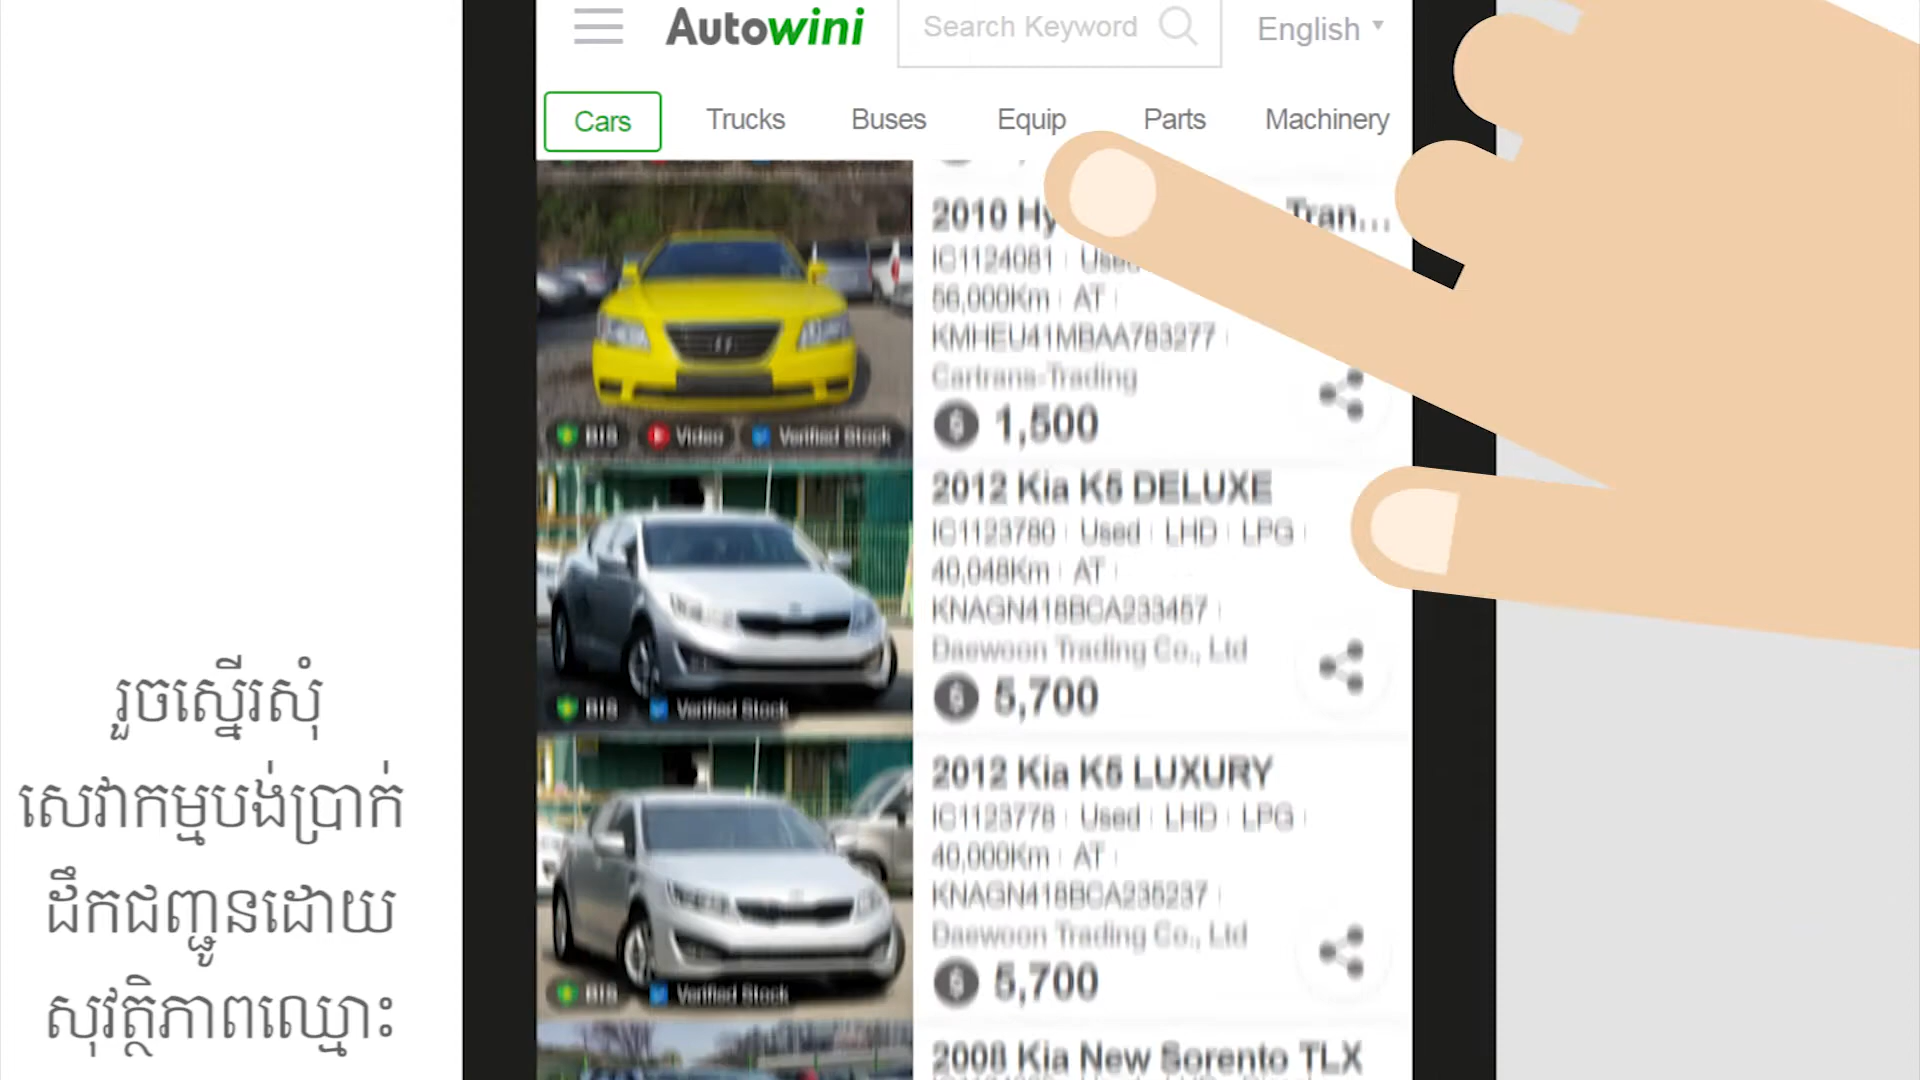 Autowini
Search Keyword
English
Cars
Trucks
Buses
Equip
Parts
Machinery
2010 Hy Tran...
IC1124081 Used
56,000Km AT
KMHEU41MBAA783277
Cartrans-Trading
1,500
Video
Verified Stock
2012 Kia K5 DELUXE
IC1123780 Used LHD LPG
40,048Km AT
KNAGN418BCA233457
Daewoon Trading Co., Ltd
5,700
Verified Stock
2012 Kia K5 LUXURY
IC1123778 Used LHD LPG
40,000Km AT
KNAGN418BCA235237
Daewoon Trading Co., Ltd
5,700
Verified Stock
2008 Kia New Sorento TLX
រួចស្នើរសុំ
សេវាកម្មបង់ប្រាក់
ដឹកជញ្ជូនដោយ
សុវត្ថិភាពឈ្មោះ